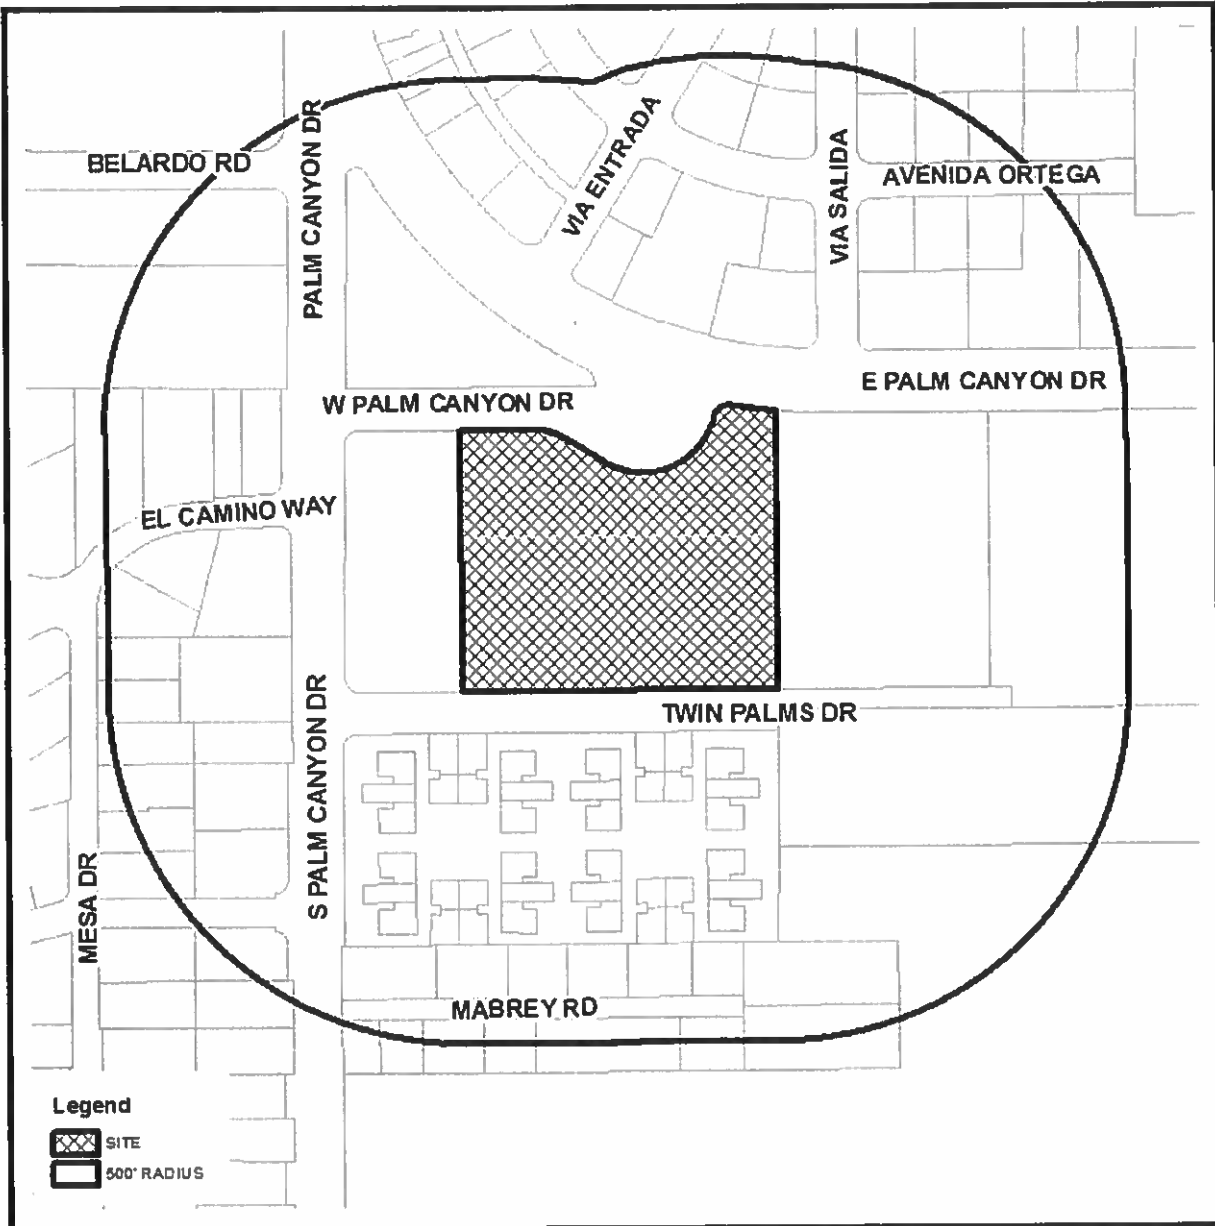 BELARDO RD
PALM CANYON DR
VIA ENTRADA
VIA SALIDA
AVENIDA ORTEGA
W PALM CANYON DR
E PALM CANYON DR
EL CAMINO WAY
TWIN PALMS DR
S PALM CANYON DR
MESA DR
MABREY RD
Legend
SITE
500' RADIUS